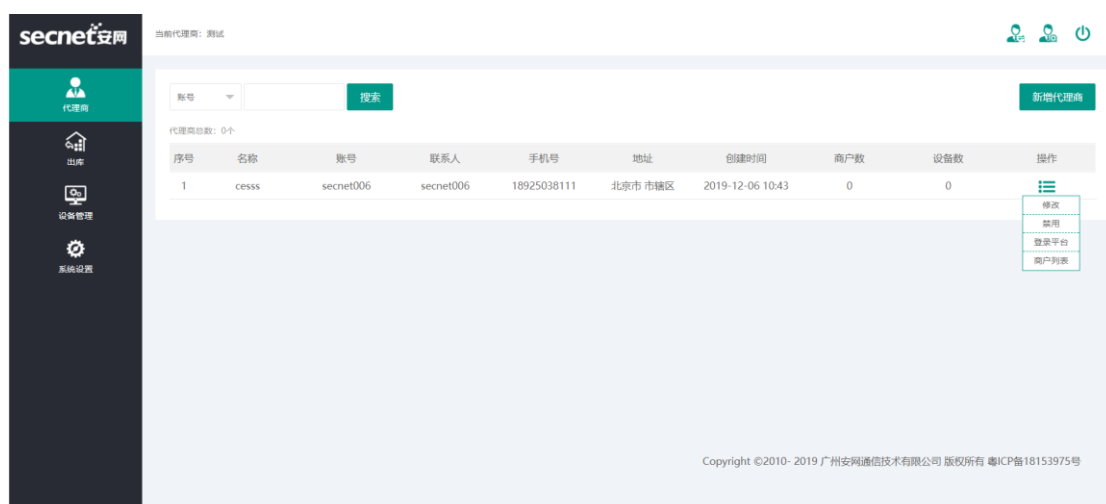 secnet安网
当前代理商：测试
代理商
出库
设备管理
系统设置
账号 搜索 新增代理商
代理商总数：0个
序号 名称 账号 联系人 手机号 地址 创建时间 商户数 设备数 操作
1 cesss secnet006 secnet006 18925038111 北京市 市辖区 2019-12-06 10:43 0 0
修改
禁用
登录平台
商户列表
Copyright ©2010- 2019 广州安网通信技术有限公司 版权所有 粤ICP备18153975号